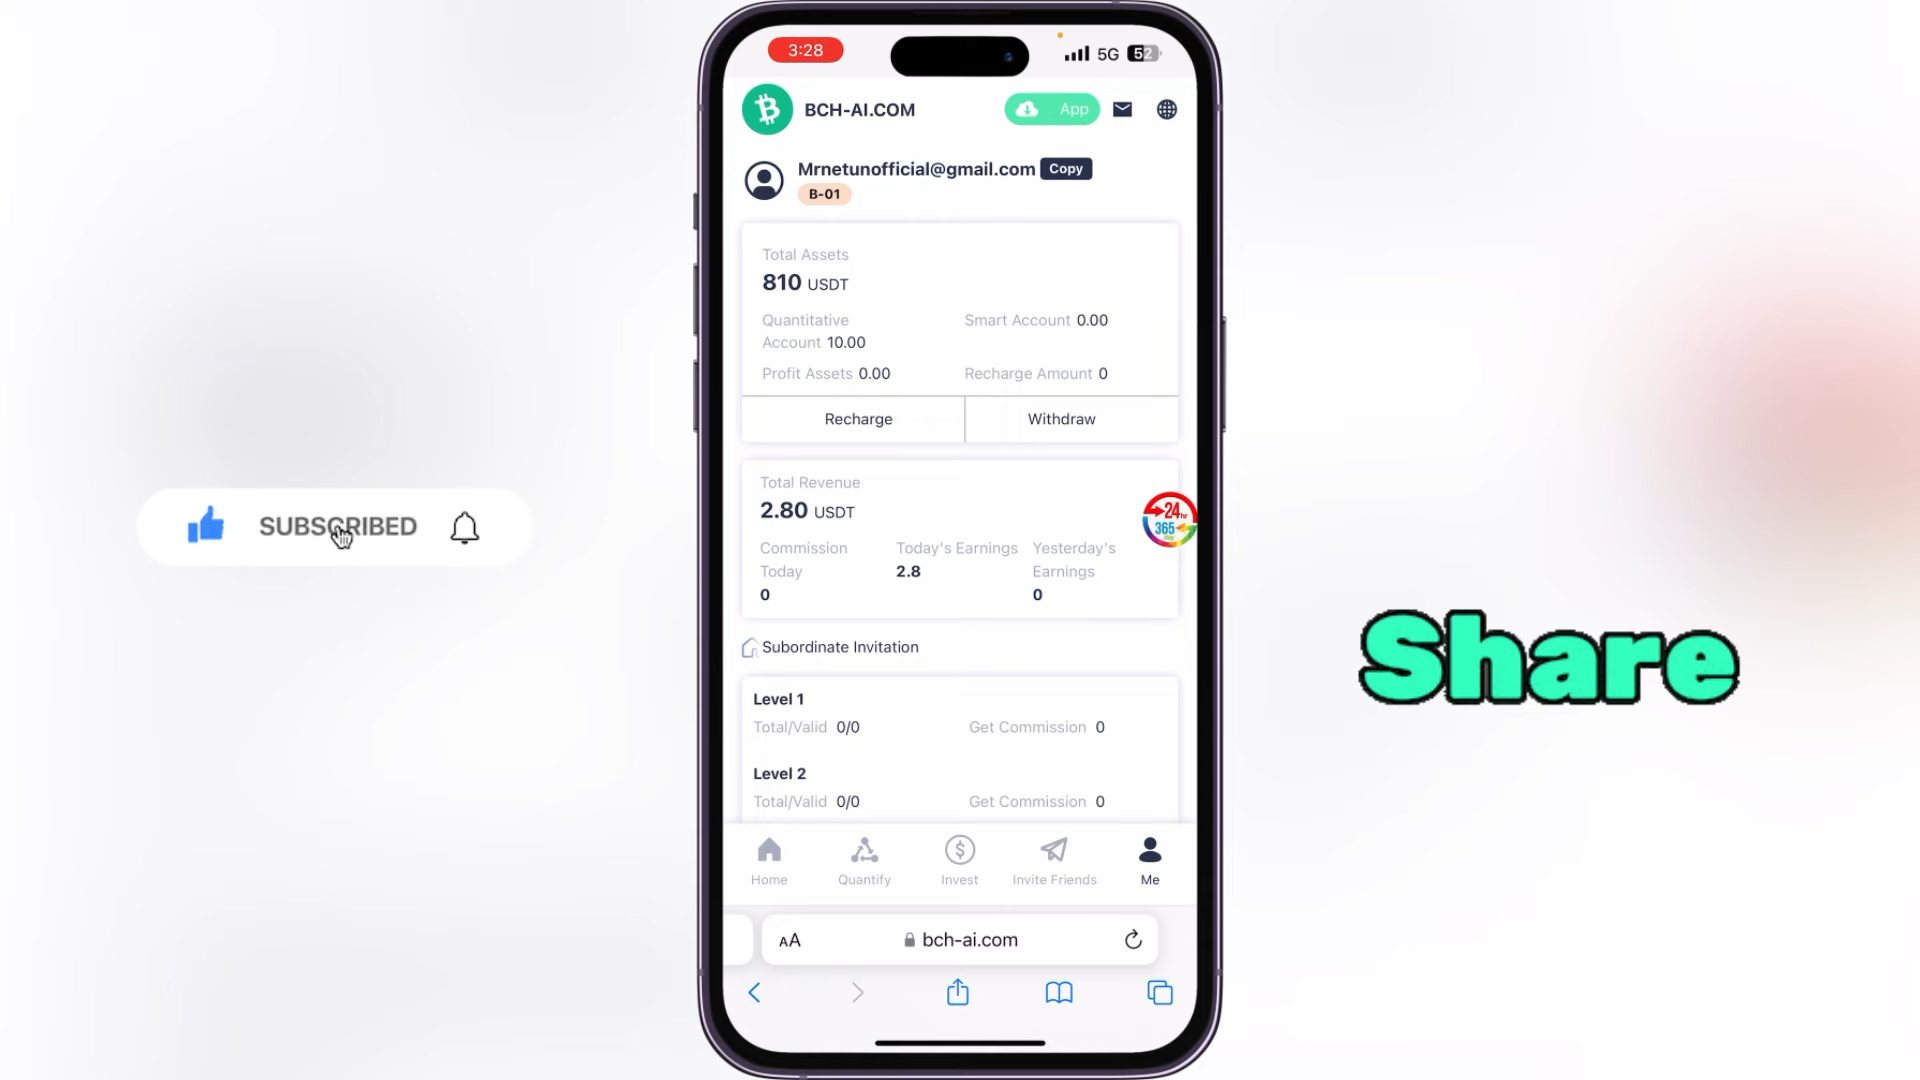 3:28
5G 52
BCH-AI.COM
App
Mrnetunofficial@gmail.com Copy
B-01
Total Assets
810 USDT
Quantitative
Account 10.00
Smart Account 0.00
Profit Assets 0.00
Recharge Amount 0
Recharge
Withdraw
Total Revenue
2.80 USDT
24hr
365 day
Commission
Today
0
Today's Earnings
2.8
Yesterday's
Earnings
0
Subordinate Invitation
Level 1
Total/Valid 0/0
Get Commission 0
Level 2
Total/Valid 0/0
Get Commission 0
Home
Quantify
Invest
Invite Friends
Me
AA
bch-ai.com
SUBSCRIBED
Share